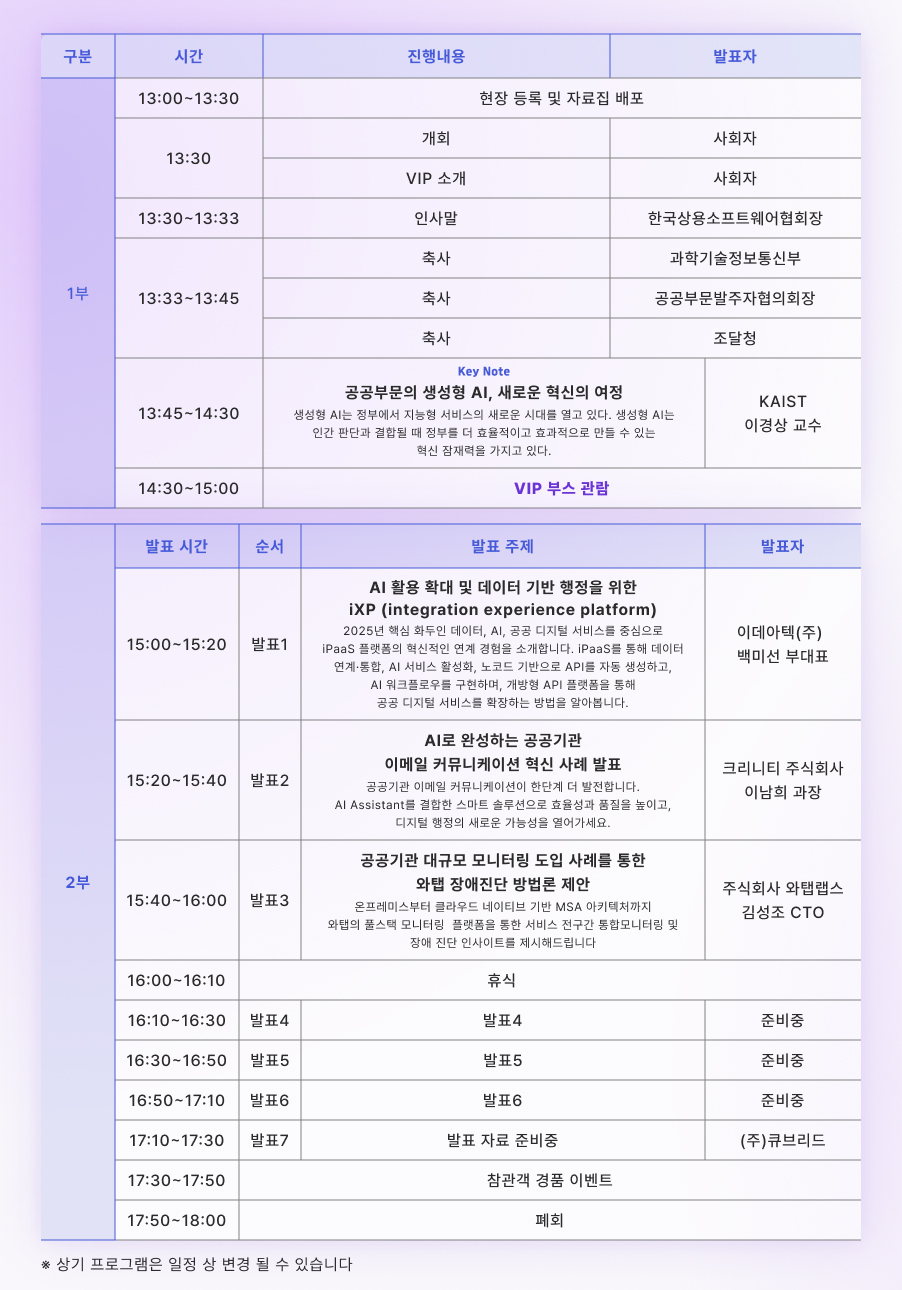 구분 시간 진행내용 발표자
1부
13:00~13:30 현장 등록 및 자료집 배포
13:30 개회 사회자
VIP 소개 사회자
13:30~13:33 인사말 한국상용소프트웨어협회장
13:33~13:45 축사 과학기술정보통신부
축사 공공부문발주자협의회장
축사 조달청
13:45~14:30
Key Note
공공부문의 생성형 AI, 새로운 혁신의 여정
생성형 AI는 정부에서 지능형 서비스의 새로운 시대를 열고 있다. 생성형 AI는
인간 판단과 결합될 때 정부를 더 효율적이고 효과적으로 만들 수 있는
혁신 잠재력을 가지고 있다.
KAIST
이경상 교수
14:30~15:00 VIP 부스 관람
2부
발표 시간 순서 발표 주제 발표자
15:00~15:20 발표1
AI 활용 확대 및 데이터 기반 행정을 위한
iXP (integration experience platform)
2025년 핵심 화두인 데이터, AI, 공공 디지털 서비스를 중심으로
iPaaS 플랫폼의 혁신적인 연계 경험을 소개합니다. iPaaS를 통해 데이터
연계·통합, AI 서비스 활성화, 노코드 기반으로 API를 자동 생성하고,
AI 워크플로우를 구현하며, 개방형 API 플랫폼을 통해
공공 디지털 서비스를 확장하는 방법을 알아봅니다.
이데아텍(주)
백미선 부대표
15:20~15:40 발표2
AI로 완성하는 공공기관
이메일 커뮤니케이션 혁신 사례 발표
공공기관 이메일 커뮤니케이션이 한단계 더 발전합니다.
AI Assistant를 결합한 스마트 솔루션으로 효율성과 품질을 높이고,
디지털 행정의 새로운 가능성을 열어가세요.
크리니티 주식회사
이남희 과장
15:40~16:00 발표3
공공기관 대규모 모니터링 도입 사례를 통한
와탭 장애진단 방법론 제안
온프레미스부터 클라우드 네이티브 기반 MSA 아키텍처까지
와탭의 풀스택 모니터링 플랫폼을 통한 서비스 전구간 통합모니터링 및
장애 진단 인사이트를 제시해드립니다
주식회사 와탭랩스
김성조 CTO
16:00~16:10 휴식
16:10~16:30 발표4 발표4 준비중
16:30~16:50 발표5 발표5 준비중
16:50~17:10 발표6 발표6 준비중
17:10~17:30 발표7 발표 자료 준비중 (주)큐브리드
17:30~17:50 참관객 경품 이벤트
17:50~18:00 폐회
※ 상기 프로그램은 일정 상 변경 될 수 있습니다